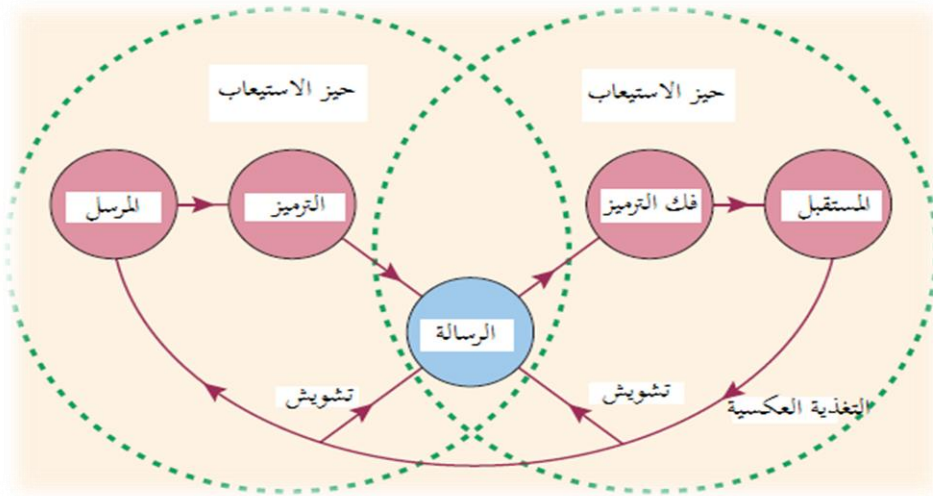 حيز الاستيعاب
حيز الاستيعاب
المستقبل
فك الترميز
الترميز
المرسل
الرسالة
تشويش
تشويش
التغذية العكسية